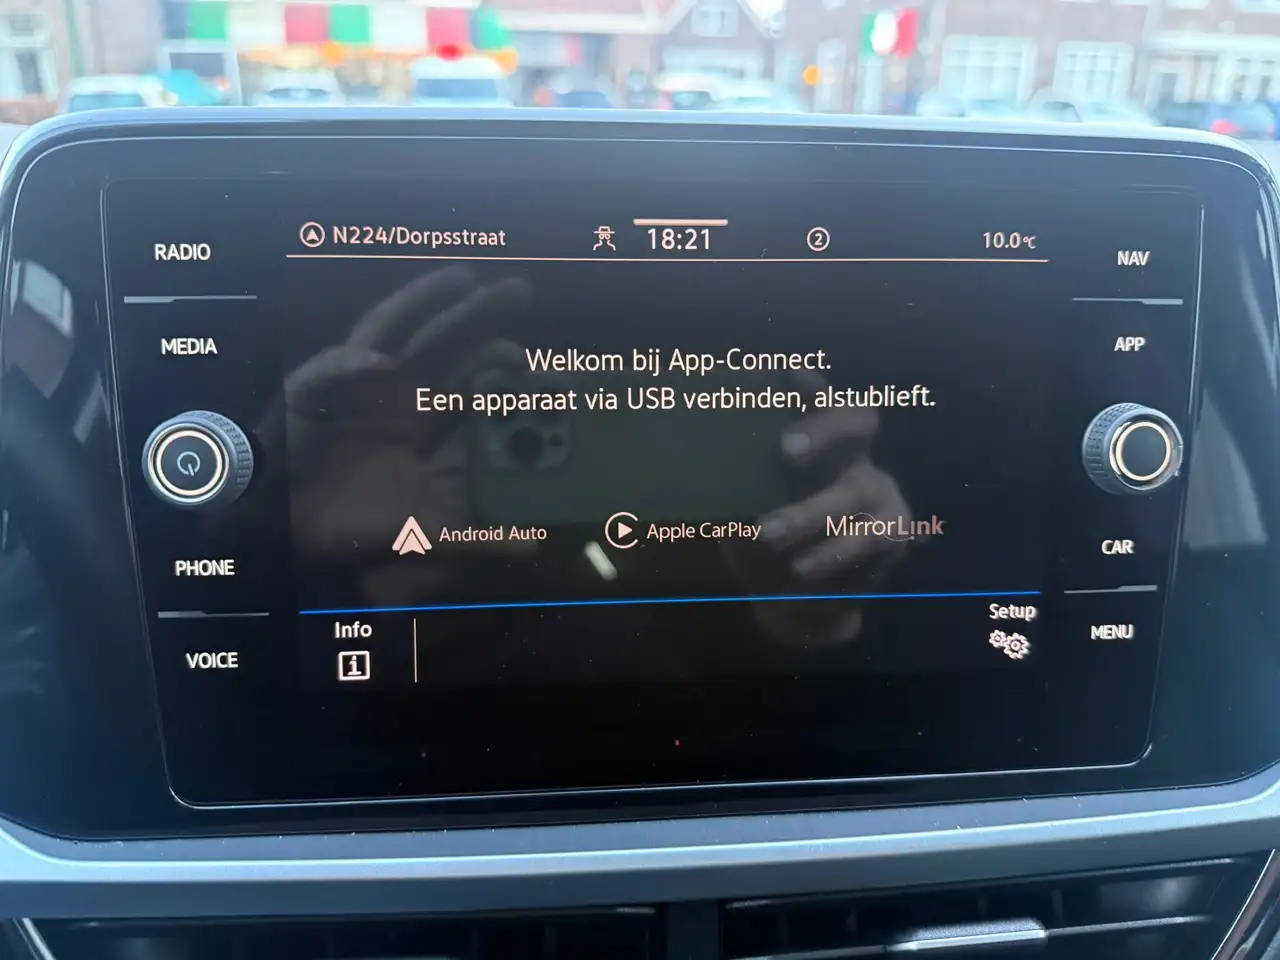 N224/Dorpsstraat
18:21
2
10.0°C
RADIO
MEDIA
PHONE
VOICE
Welkom bij App-Connect.
Een apparaat via USB verbinden, alstublieft.
Android Auto
Apple CarPlay
MirrorLink
Info
i
Setup
NAV
APP
CAR
MENU